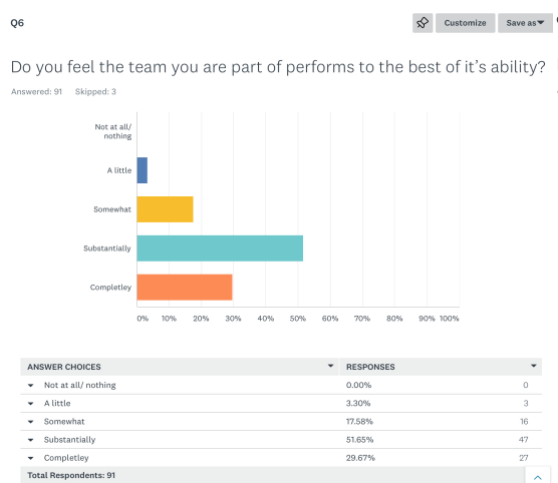 Q6
Customize
Save as
Do you feel the team you are part of performs to the best of it's ability?
Answered: 91 Skipped: 3
Not at all/
nothing
A little
Somewhat
Substantially
Completley
0% 10% 20% 30% 40% 50% 60% 70% 80% 90% 100%
ANSWER CHOICES RESPONSES
Not at all/ nothing 0.00% 0
A little 3.30% 3
Somewhat 17.58% 16
Substantially 51.65% 47
Completley 29.67% 27
Total Respondents: 91